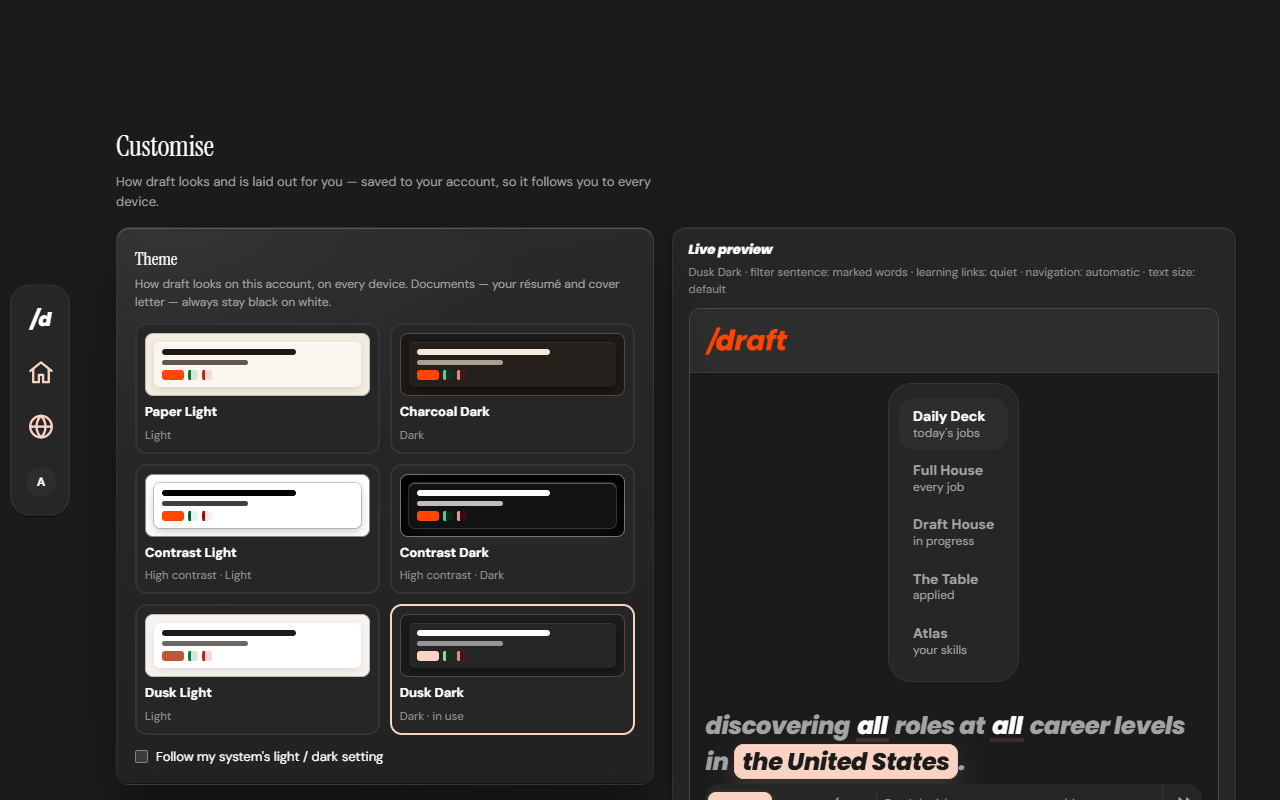 Customise
How draft looks and is laid out for you — saved to your account, so it follows you to every
device.
/d
A
Theme
How draft looks on this account, on every device. Documents — your résumé and cover
letter — always stay black on white.
Paper Light
Light
Charcoal Dark
Dark
Contrast Light
High contrast · Light
Contrast Dark
High contrast · Dark
Dusk Light
Light
Dusk Dark
Dark · in use
Follow my system's light / dark setting
Live preview
Dusk Dark · filter sentence: marked words · learning links: quiet · navigation: automatic · text size:
default
/draft
Daily Deck
today's jobs
Full House
every job
Draft House
in progress
The Table
applied
Atlas
your skills
discovering all roles at all career levels
in the United States .